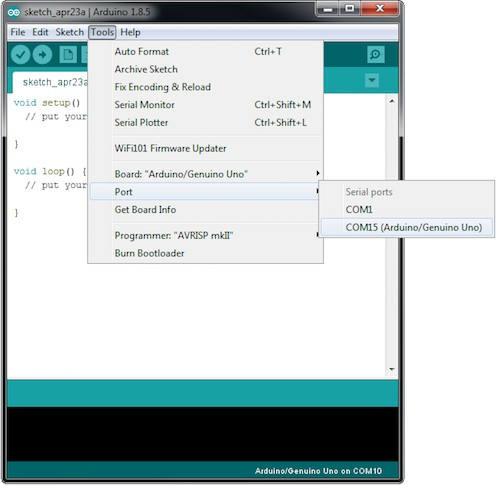 sketch_apr23a | Arduino 1.8.5
File Edit Sketch Tools Help
sketch_apr23a
void setup()
// put your
}
void loop() {
// put your
}
Auto Format Ctrl+T
Archive Sketch
Fix Encoding & Reload
Serial Monitor Ctrl+Shift+M
Serial Plotter Ctrl+Shift+L
WiFi101 Firmware Updater
Board: "Arduino/Genuino Uno"
Port
Get Board Info
Programmer: "AVRISP mkII"
Burn Bootloader
Serial ports
COM1
COM15 (Arduino/Genuino Uno)
Arduino/Genuino Uno on COM10